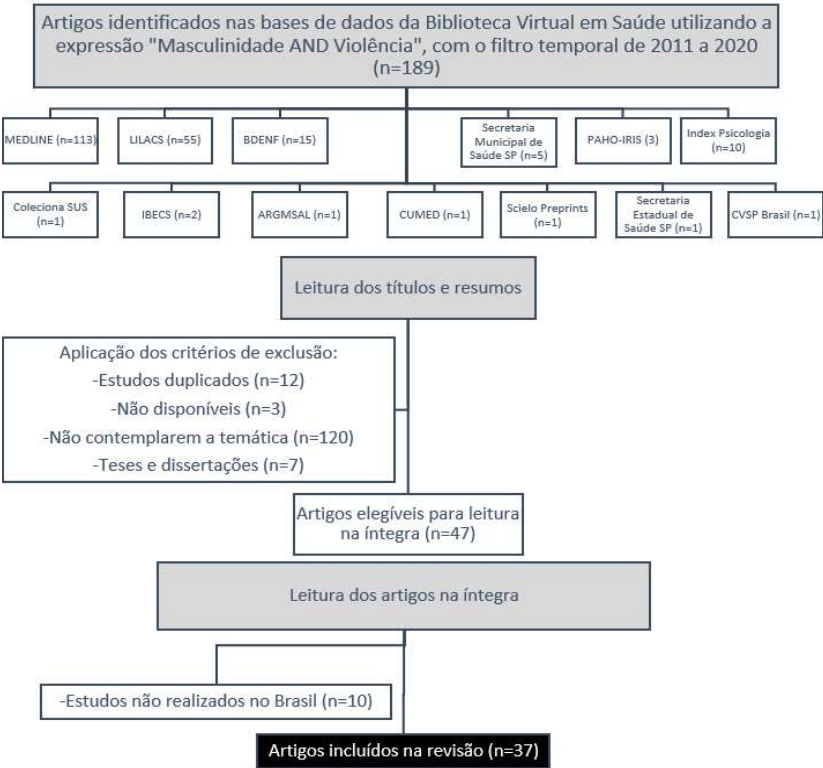 Artigos identificados nas bases de dados da Biblioteca Virtual em Saúde utilizando a
expressão "Masculinidade AND Violência", com o filtro temporal de 2011 a 2020
(n=189)
MEDLINE (n=113)
LILACS (n=55)
BDENF (n=15)
Secretaria
Municipal de
Saúde SP (n=5)
PAHO-IRIS (3)
Index Psicologia
(n=10)
Coleciona SUS
(n=1)
IBECS (n=2)
ARGMSAL (n=1)
CUMED (n=1)
Scielo Preprints
(n=1)
Secretaria
Estadual de
Saúde SP (n=1)
CVSP Brasil (n=1)
Leitura dos títulos e resumos
Aplicação dos critérios de exclusão:
-Estudos duplicados (n=12)
-Não disponíveis (n=3)
-Não contemplarem a temática (n=120)
-Teses e dissertações (n=7)
Artigos elegíveis para leitura
na íntegra (n=47)
Leitura dos artigos na íntegra
-Estudos não realizados no Brasil (n=10)
Artigos incluídos na revisão (n=37)